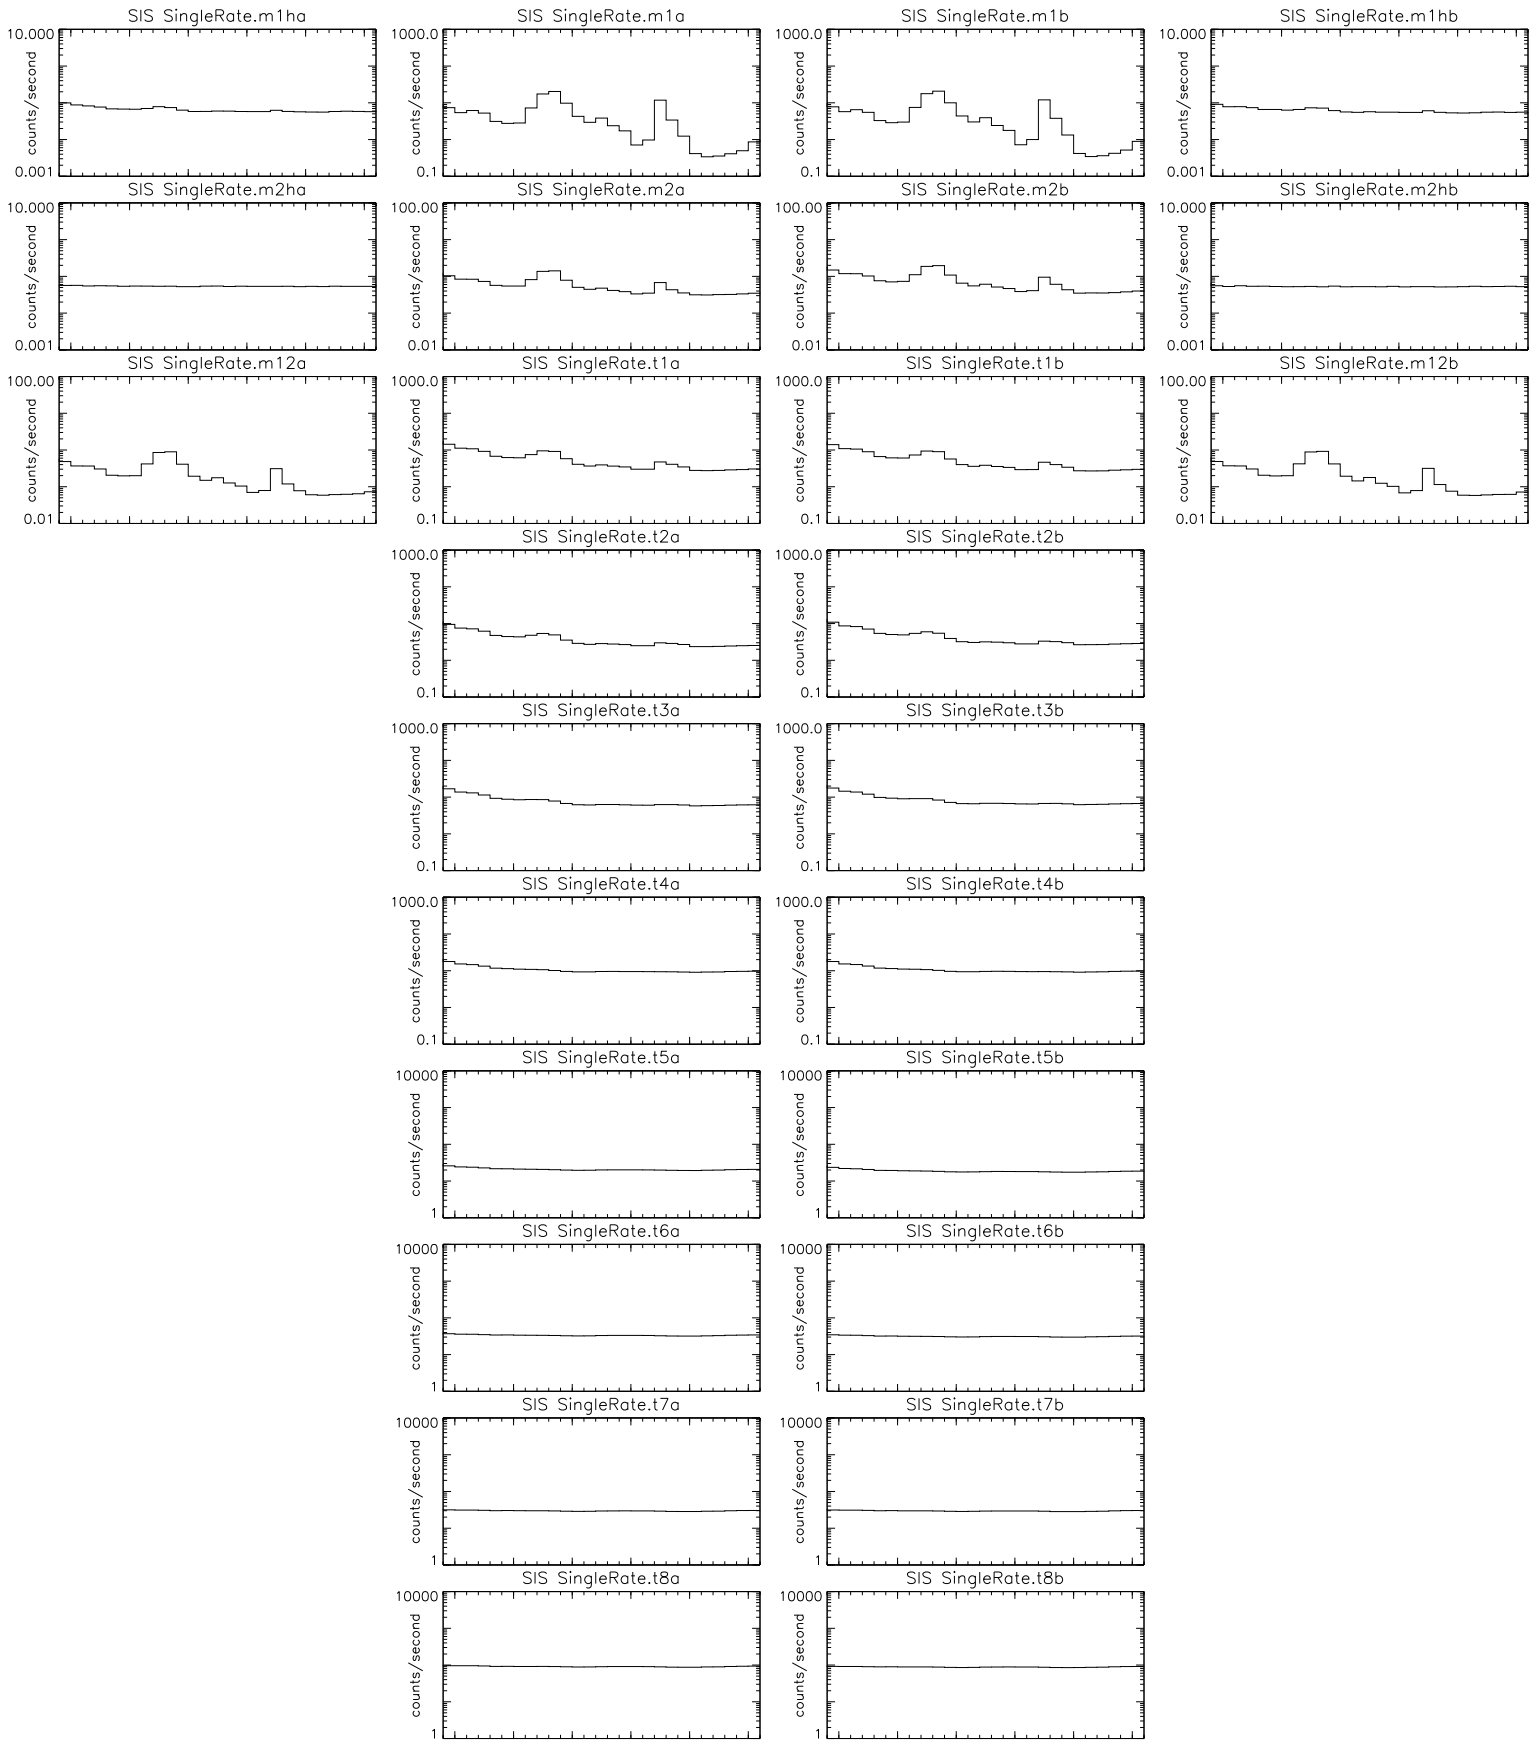 SIS SingleRate.m1ha
SIS SingleRate.m1a
SIS SingleRate.m1b
SIS SingleRate.m1hb
10.000
counts/second
0.001
1000.0
counts/second
0.1
1000.0
counts/second
0.1
10.000
counts/second
0.001
SIS SingleRate.m2ha
SIS SingleRate.m2a
SIS SingleRate.m2b
SIS SingleRate.m2hb
10.000
counts/second
0.001
100.00
counts/second
0.01
100.00
counts/second
0.01
10.000
counts/second
0.001
SIS SingleRate.m12a
SIS SingleRate.t1a
SIS SingleRate.t1b
SIS SingleRate.m12b
100.00
counts/second
0.01
1000.0
counts/second
0.1
1000.0
counts/second
0.1
100.00
counts/second
0.01
SIS SingleRate.t2a
SIS SingleRate.t2b
1000.0
counts/second
0.1
1000.0
counts/second
0.1
SIS SingleRate.t3a
SIS SingleRate.t3b
1000.0
counts/second
0.1
1000.0
counts/second
0.1
SIS SingleRate.t4a
SIS SingleRate.t4b
1000.0
counts/second
0.1
1000.0
counts/second
0.1
SIS SingleRate.t5a
SIS SingleRate.t5b
10000
counts/second
1
10000
counts/second
1
SIS SingleRate.t6a
SIS SingleRate.t6b
10000
counts/second
1
10000
counts/second
1
SIS SingleRate.t7a
SIS SingleRate.t7b
10000
counts/second
1
10000
counts/second
1
SIS SingleRate.t8a
SIS SingleRate.t8b
10000
counts/second
1
10000
counts/second
1